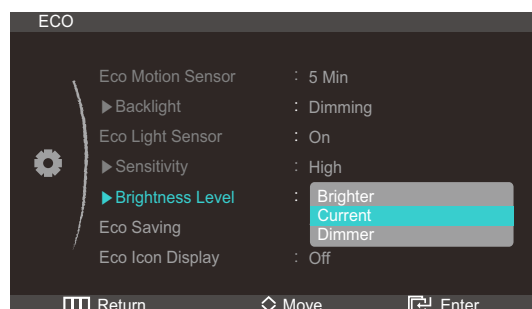 ECO
Eco Motion Sensor : 5 Min
▶Backlight : Dimming
Eco Light Sensor : On
▶Sensitivity : High
▶Brightness Level : Brighter
Current
Dimmer
Eco Saving
Eco Icon Display : Off
Return Move Enter